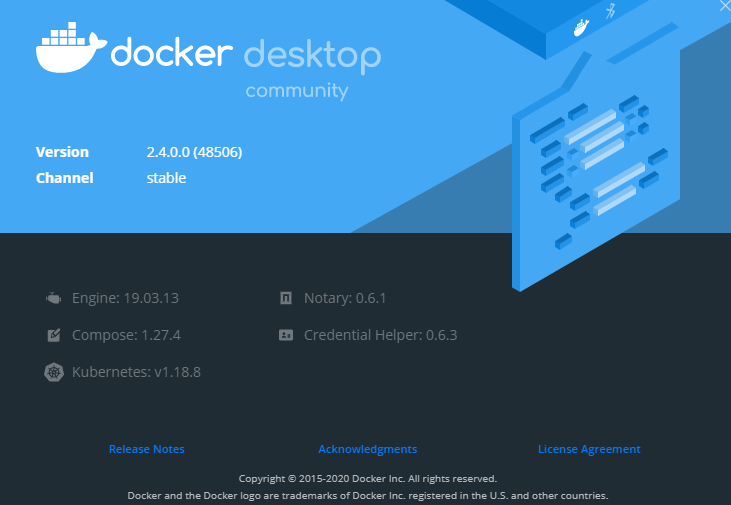 docker desktop
community
Version 2.4.0.0 (48506)
Channel stable
Engine: 19.03.13
Notary: 0.6.1
Compose: 1.27.4
Credential Helper: 0.6.3
Kubernetes: v1.18.8
Release Notes
Acknowledgments
License Agreement
Copyright © 2015-2020 Docker Inc. All rights reserved.
Docker and the Docker logo are trademarks of Docker Inc. registered in the U.S. and other countries.